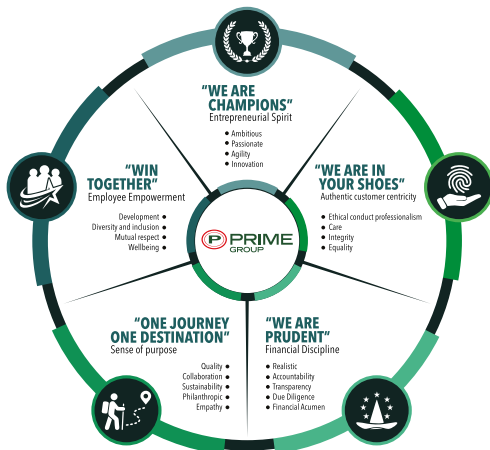 "WE ARE
CHAMPIONS"
Entrepreneurial Spirit
• Ambitious
• Passionate
• Agility
• Innovation
"WIN
TOGETHER"
Employee Empowerment
Development •
Diversity and inclusion •
Mutual respect •
Wellbeing •
"WE ARE IN
YOUR SHOES"
Authentic customer centricity
• Ethical conduct professionalism
• Care
• Integrity
• Equality
P PRIME
GROUP
"ONE JOURNEY
ONE DESTINATION"
Sense of purpose
Quality •
Collaboration •
Sustainability •
Philanthropic •
Empathy •
"WE ARE
PRUDENT"
Financial Discipline
• Realistic
• Accountability
• Transparency
• Due Diligence
• Financial Acumen